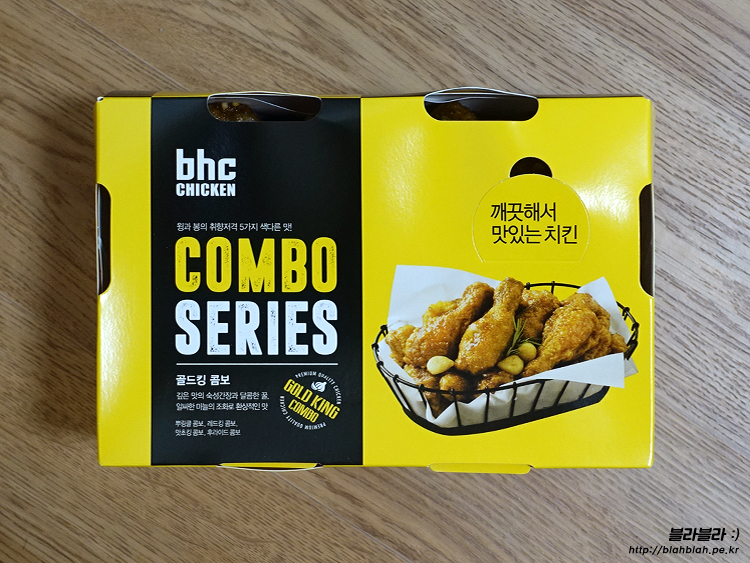 bhc
CHICKEN
윙과 봉의 취향저격 5가지 색다른 맛!
COMBO
SERIES
골드킹 콤보
깊은 맛의 숙성간장과 달콤한 꿀,
알싸한 마늘의 조화로 환상적인 맛
뿌링클 콤보, 레드킹 콤보,
맛초킹 콤보, 후라이드 콤보
PREMIUM QUALITY CHICKEN
GOLD KING
COMBO
PREMIUM QUALITY CHICKEN
깨끗해서
맛있는 치킨
블라블라 :)
http://blahblah.pe.kr